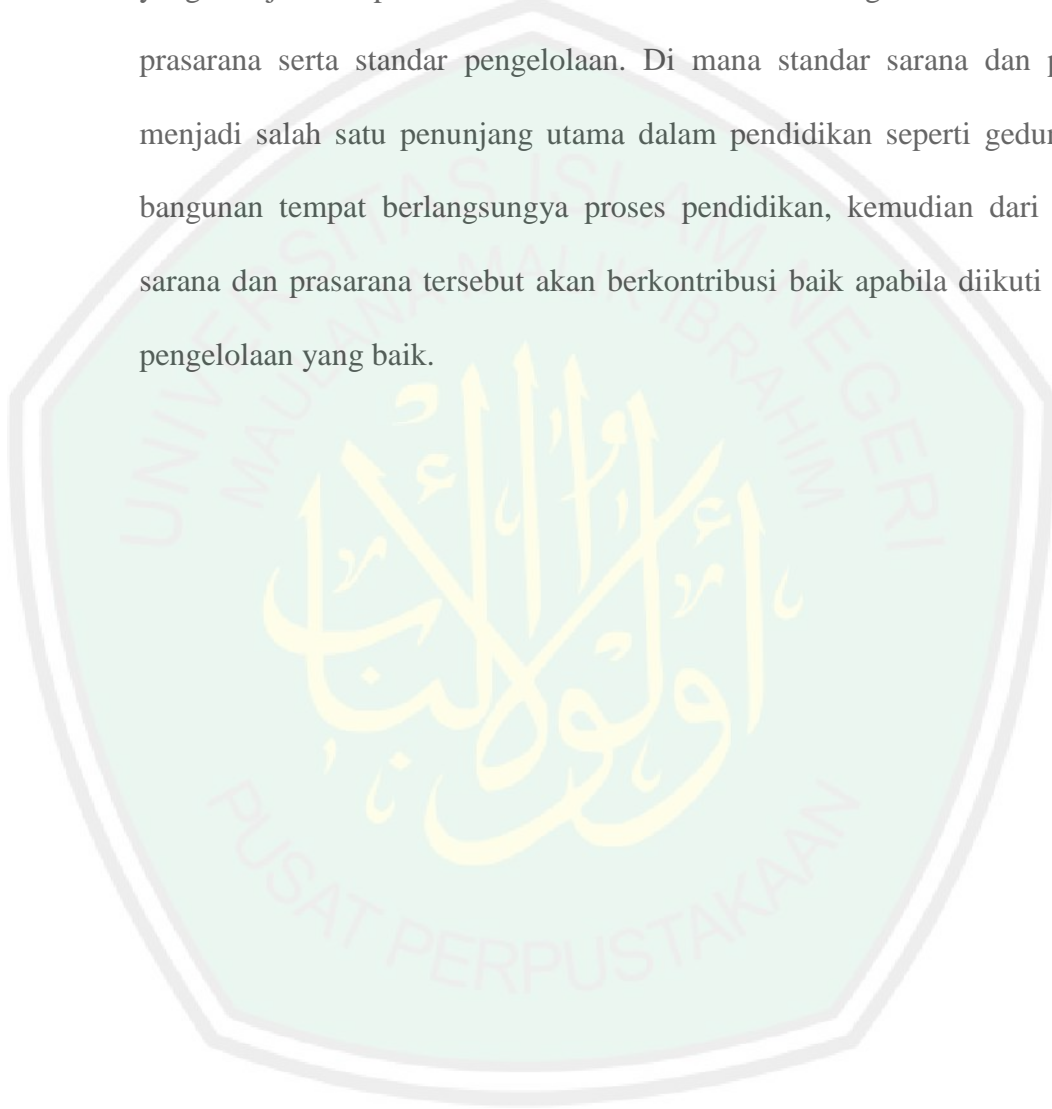 prasarana serta standar pengelolaan. Di mana standar sarana dan
menjadi salah satu penunjang utama dalam pendidikan seperti
bangunan tempat berlangsungya proses pendidikan, kemudian dari
sarana dan prasarana tersebut akan berkontribusi baik apabila diikuti
pengelolaan yang baik.
UNIVERSITAS ISLAM NEGERI
MAULANA MALIK IBRAHIM
أولو الألباب
PUSAT PERPUSTAKAAN